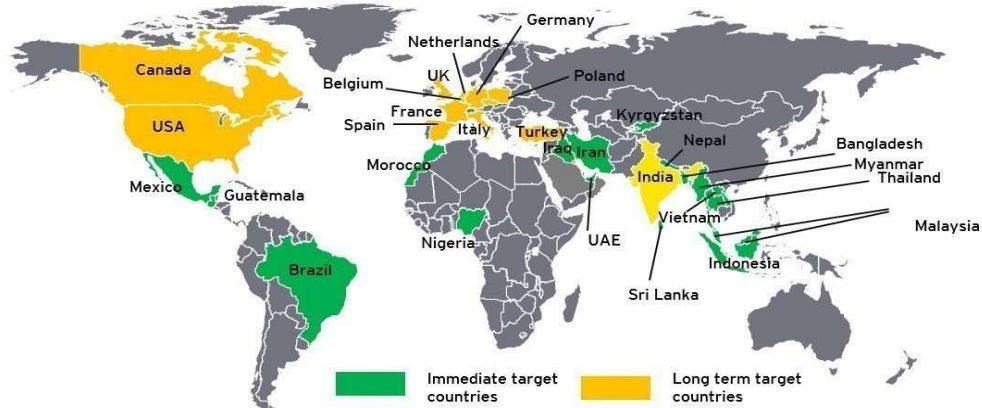 Germany
Netherlands
Canada
UK
Belgium
Poland
USA
France
Spain
Italy
Turkey
Kyrgyzstan
Iraq
Iran
Nepal
Bangladesh
Morocco
Myanmar
India
Thailand
Mexico
Guatemala
Vietnam
Malaysia
Nigeria
UAE
Brazil
Indonesia
Sri Lanka
Immediate target
countries
Long term target
countries